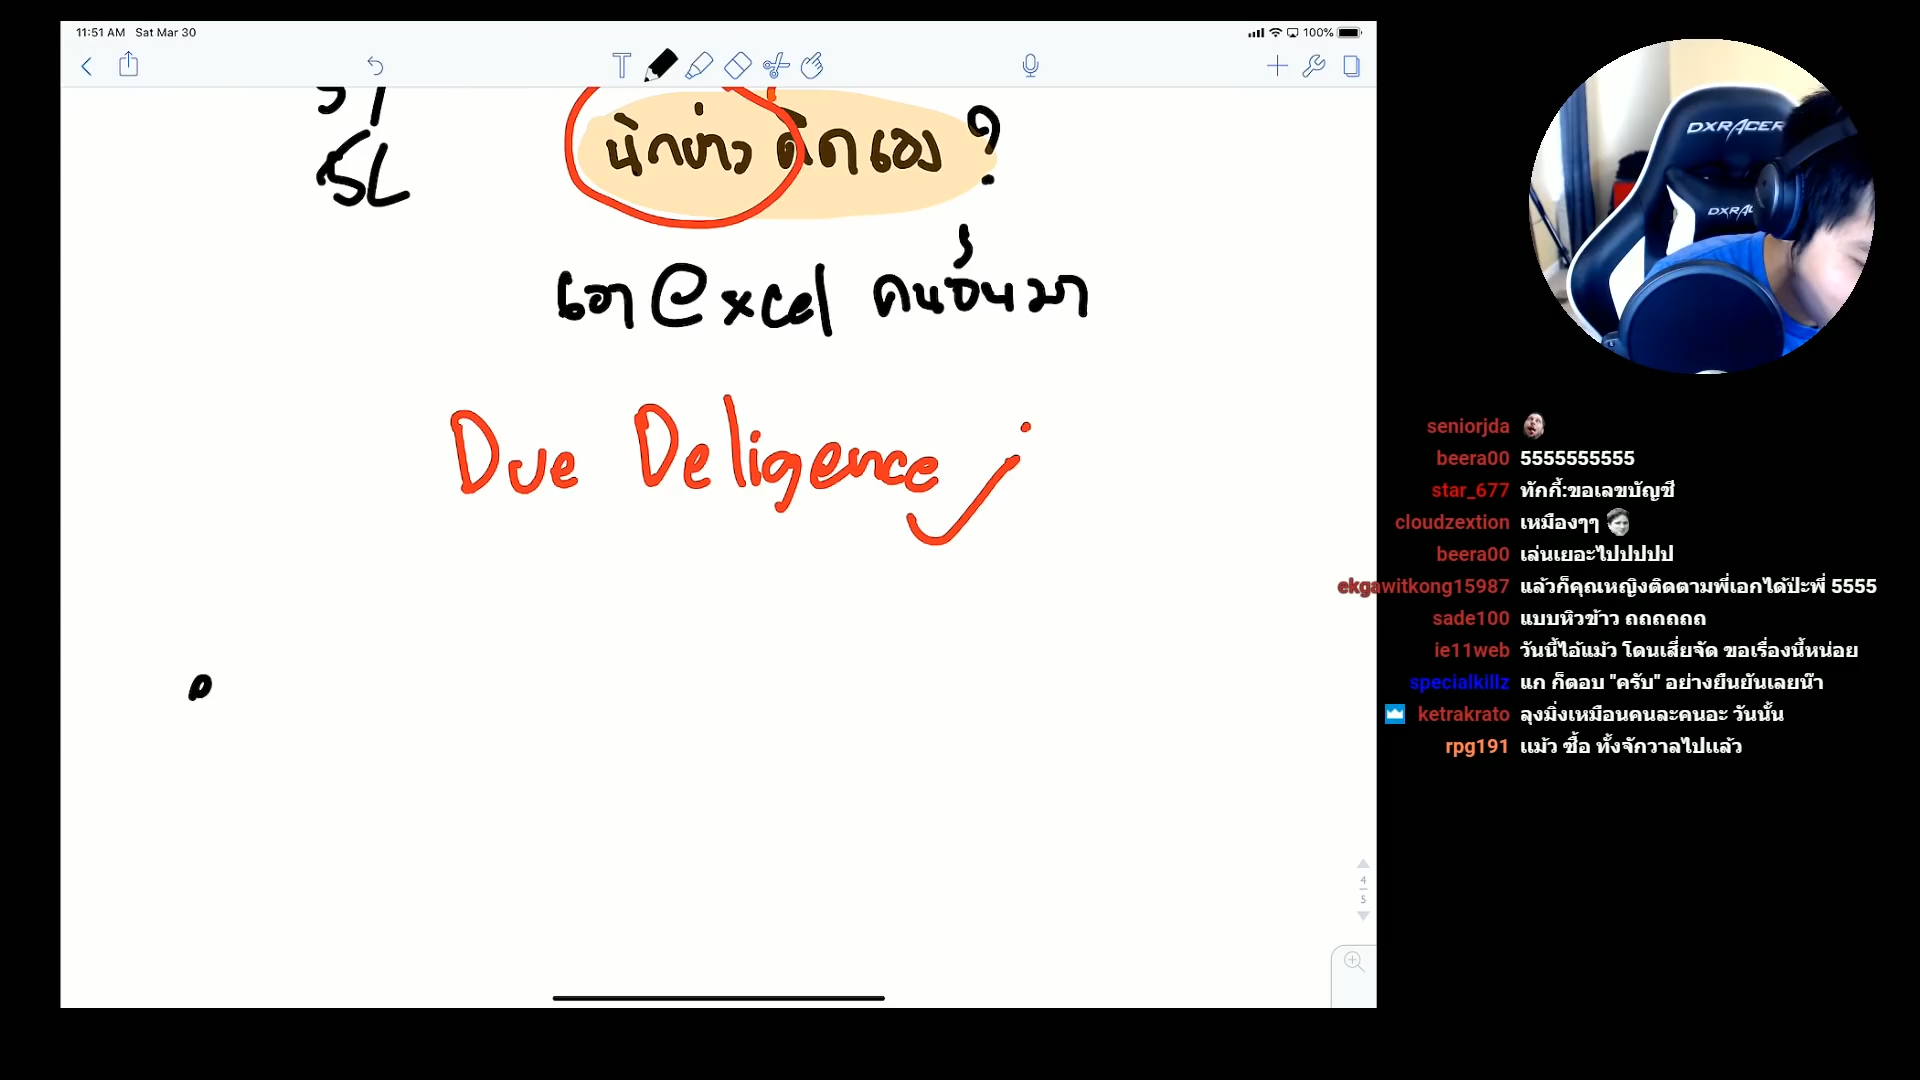 11:51 AM Sat Mar 30
100%
SL
นักข่าว คิดเอง ?
เอา excel คนอื่นมา
Due Deligence
4
5
DXRACER
seniorjda
beera00 5555555555
star_677 ทักกี้:ขอเลขบัญชี
cloudzextion เหมืองๆๆ
beera00 เล่นเยอะไปปปปป
ekgawitkong15987 แล้วก็คุณหญิงติดตามพี่เอกได้ป่ะพี่ 5555
sade100 แบบหิวข้าว ถถถถถถ
ie11web วันนี้ไอ้แม้ว โดนเสี่ยจัด ขอเรื่องนี้หน่อย
specialkillz แก ก็ตอบ "ครับ" อย่างยืนยันเลยน๊า
ketrakrato ลุงมิ่งเหมือนคนละคนอะ วันนั้น
rpg191 แม้ว ซื้อ ทั้งจักวาลไปแล้ว